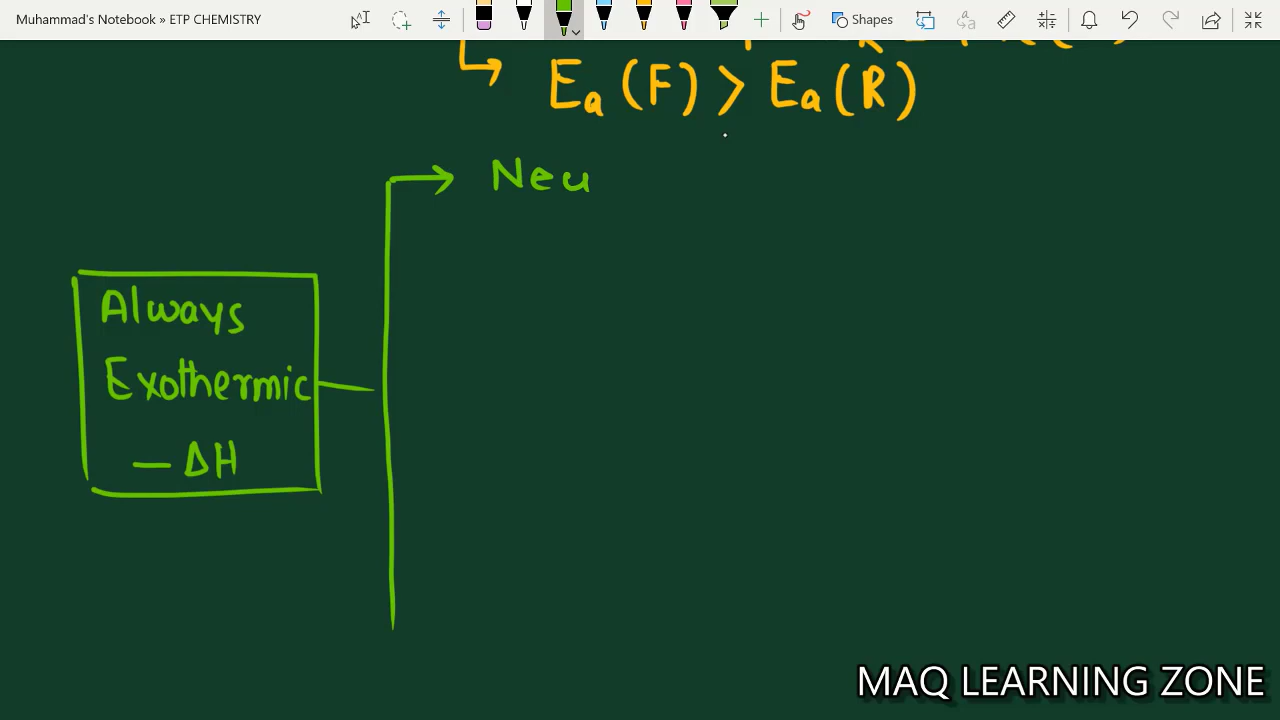 Muhammad's Notebook » ETP CHEMISTRY
Shapes
Ea (F) > Ea (R)
Neu
Always
Exothermic
— ΔH
MAQ LEARNING ZONE